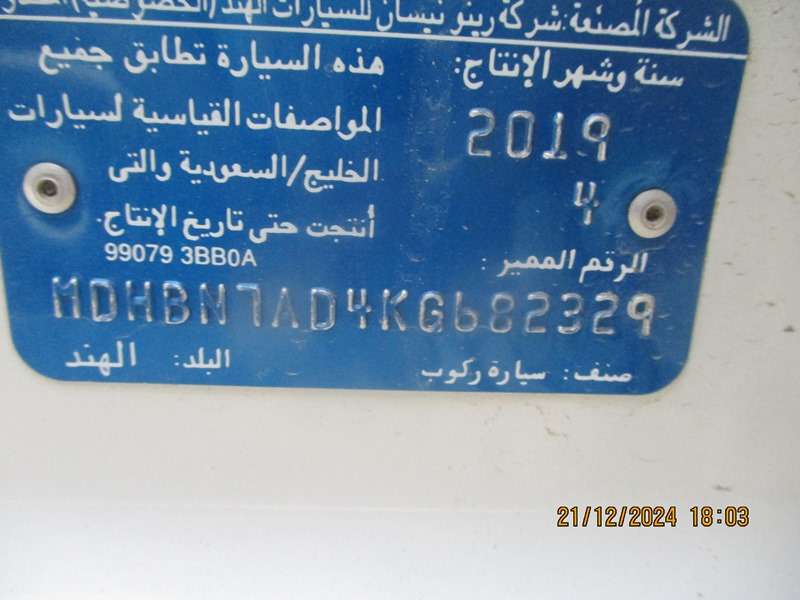 الشركة المصنعة: شركة رينو نيسان للسيارات الهند (الخصوصية)
سنة وشهر الإنتاج:
2019
4
هذه السيارة تطابق جميع
المواصفات القياسية لسيارات
الخليج/السعودية والتى
أنتجت حتى تاريخ الإنتاج.
99079 3BB0A
الرتم المميز :
MDHBN7AD4KG682329
صنف: سيارة ركوب
البلد: الهند
21/12/2024 18:03